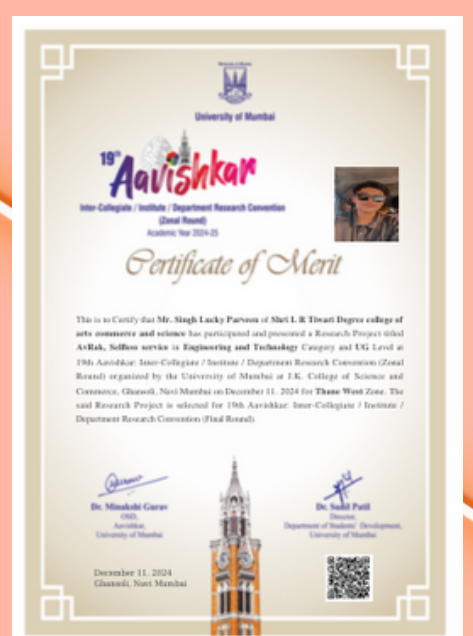 University of Mumbai
19th
Aavishkar
Inter-Collegiate / Institute / Department Research Convention
(Zonal Round)
Academic Year 2024-25
Certificate of Merit
This is to Certify that Mr. Singh Lucky Parveen of Shri L R Tiwari Degree college of
arts commerce and science has participated and presented a Research Project titled
AvRak, Selfless service in Engineering and Technology Category and UG Level at
19th Aavishkar: Inter-Collegiate / Institute / Department Research Convention (Zonal
Round) organized by the University of Mumbai at J.K. College of Science and
Commerce, Ghansoli, Navi Mumbai on December 11, 2024 for Thane West Zone. The
said Research Project is selected for 19th Aavishkar: Inter-Collegiate / Institute /
Department Research Convention (Final Round).
Dr. Minakshi Gurav
OSD,
Aavishkar,
University of Mumbai
Dr. Sunil Patil
Director,
Department of Students' Development,
University of Mumbai
December 11, 2024
Ghansoli, Navi Mumbai